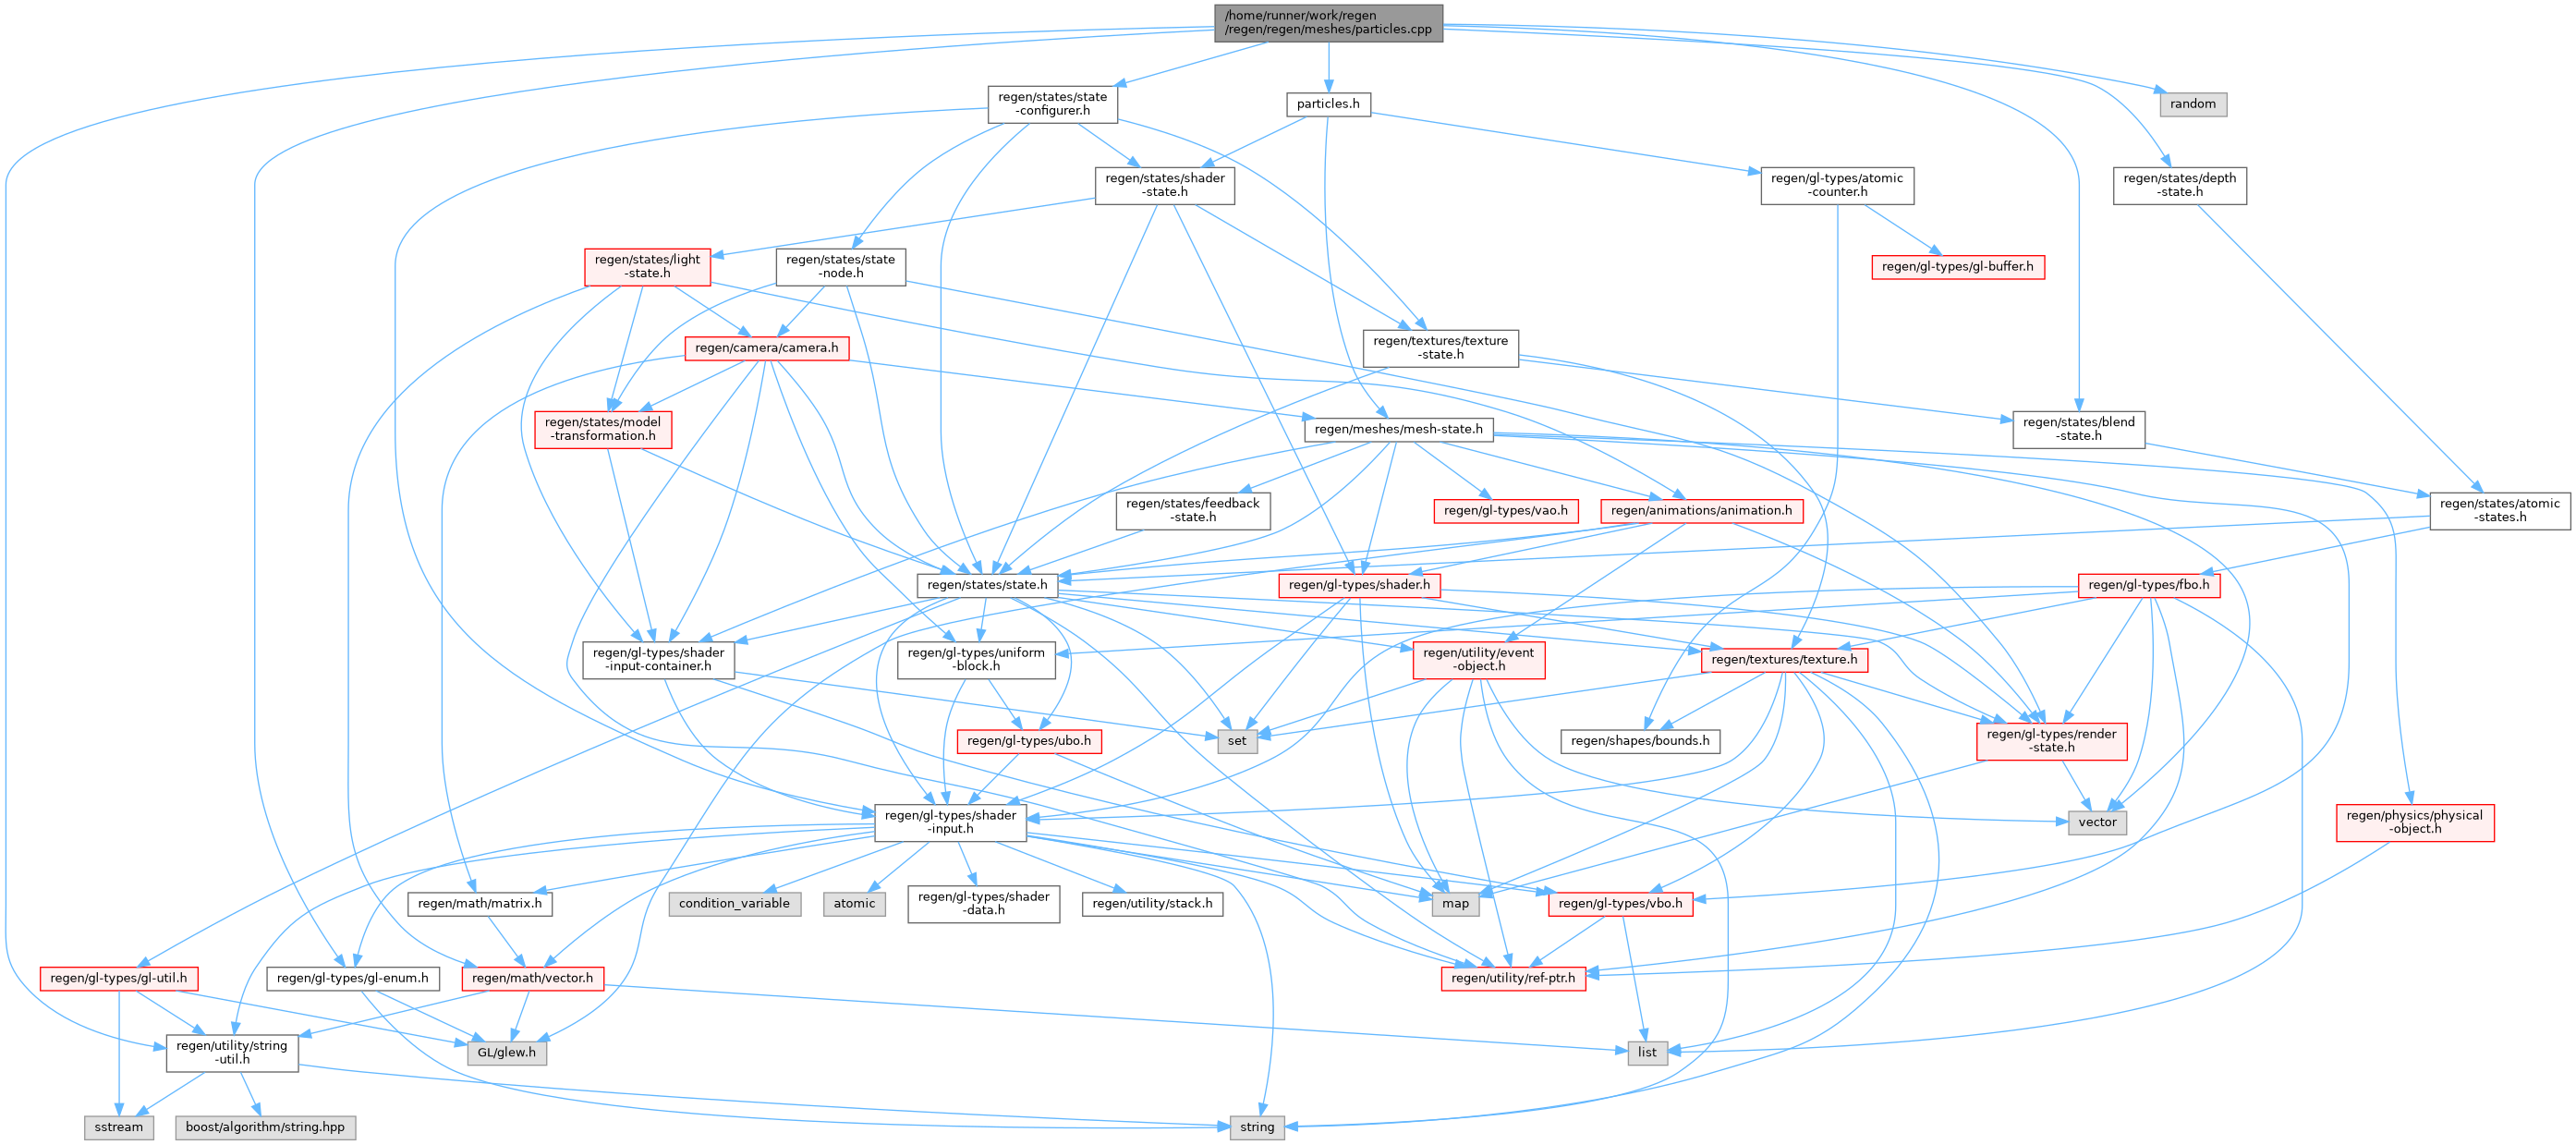 /home/runner/work/regen
/regen/regen/meshes/particles.cpp
regen/states/state
-configurer.h
particles.h
random
regen/states/shader
-state.h
regen/gl-types/atomic
-counter.h
regen/states/depth
-state.h
regen/states/light
-state.h
regen/states/state
-node.h
regen/gl-types/gl-buffer.h
regen/camera/camera.h
regen/textures/texture
-state.h
regen/states/model
-transformation.h
regen/meshes/mesh-state.h
regen/states/blend
-state.h
regen/states/feedback
-state.h
regen/gl-types/vao.h
regen/animations/animation.h
regen/states/atomic
-states.h
regen/states/state.h
regen/gl-types/shader.h
regen/gl-types/fbo.h
regen/gl-types/shader
-input-container.h
regen/gl-types/uniform
-block.h
regen/utility/event
-object.h
regen/textures/texture.h
regen/gl-types/ubo.h
set
regen/shapes/bounds.h
regen/gl-types/render
-state.h
regen/gl-types/shader
-input.h
vector
regen/physics/physical
-object.h
regen/math/matrix.h
condition_variable
atomic
regen/gl-types/shader
-data.h
regen/utility/stack.h
map
regen/gl-types/vbo.h
regen/gl-types/gl-util.h
regen/gl-types/gl-enum.h
regen/math/vector.h
regen/utility/ref-ptr.h
regen/utility/string
-util.h
GL/glew.h
list
sstream
boost/algorithm/string.hpp
string